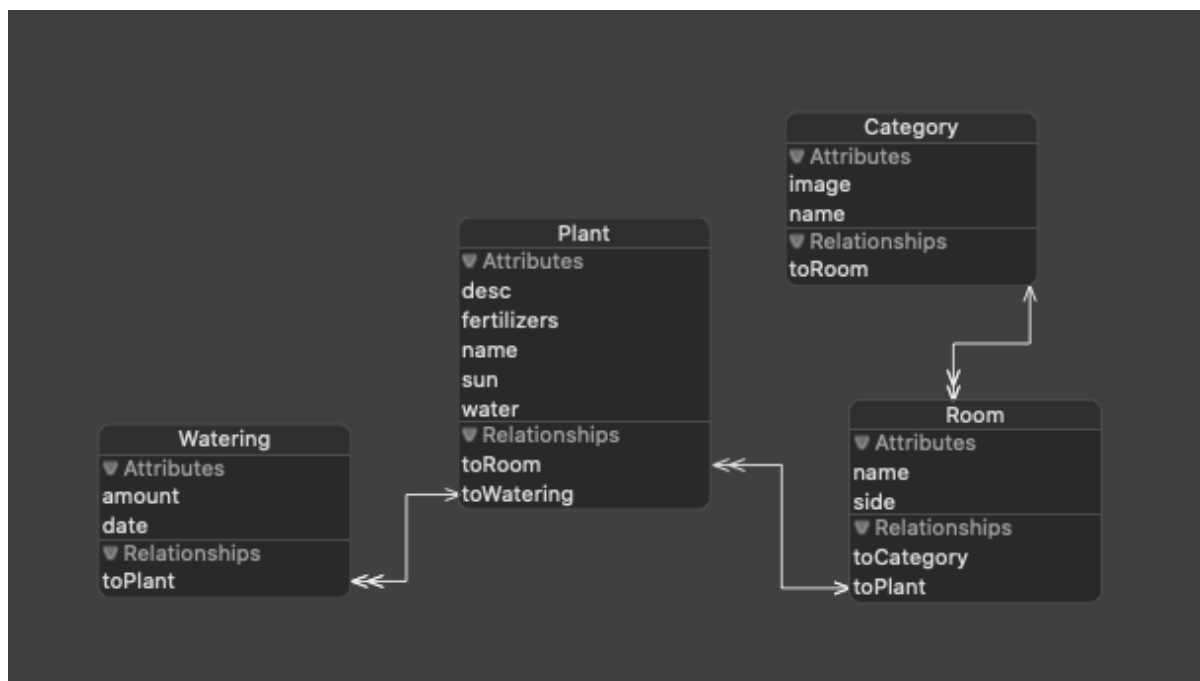 Category
Attributes
image
name
Relationships
toRoom
Plant
Attributes
desc
fertilizers
name
sun
water
Relationships
toRoom
toWatering
Room
Attributes
name
side
Relationships
toCategory
toPlant
Watering
Attributes
amount
date
Relationships
toPlant